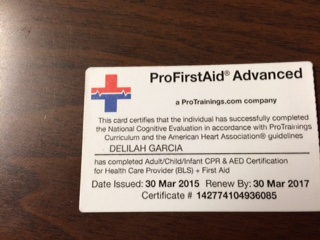 ProFirstAid® Advanced
a ProTrainings.com company
This card certifies that the individual has successfully completed
the National Cognitive Evaluation in accordance with ProTrainings
Curriculum and the American Heart Association® guidelines
DELILAH GARCIA
has completed Adult/Child/Infant CPR & AED Certification
for Health Care Provider (BLS) + First Aid
Date Issued: 30 Mar 2015 Renew By: 30 Mar 2017
Certificate # 142774104936085